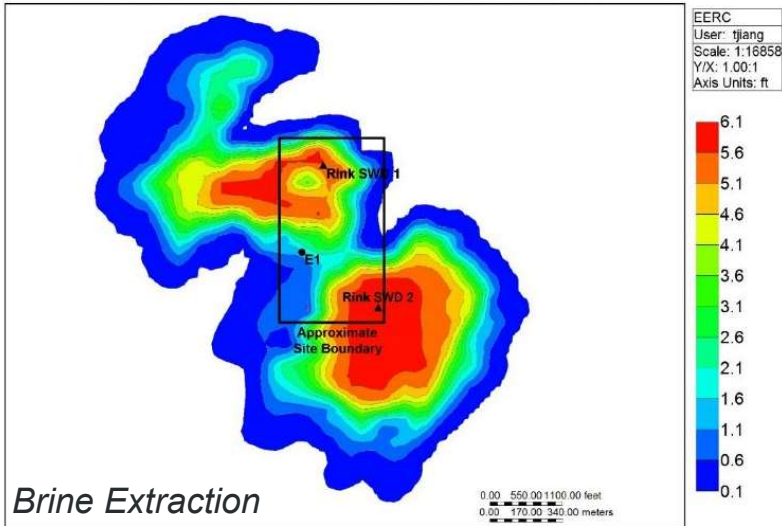 EERC
User: tjiang
Scale: 1:16858
Y/X: 1.00:1
Axis Units: ft
6.1
5.6
5.1
4.6
4.1
3.6
3.1
2.6
2.1
1.6
1.1
0.6
0.1
Rink SWD 1
E1
Rink SWD 2
Approximate
Site Boundary
Brine Extraction
0.00 550.00 1100.00 feet
0.00 170.00 340.00 meters